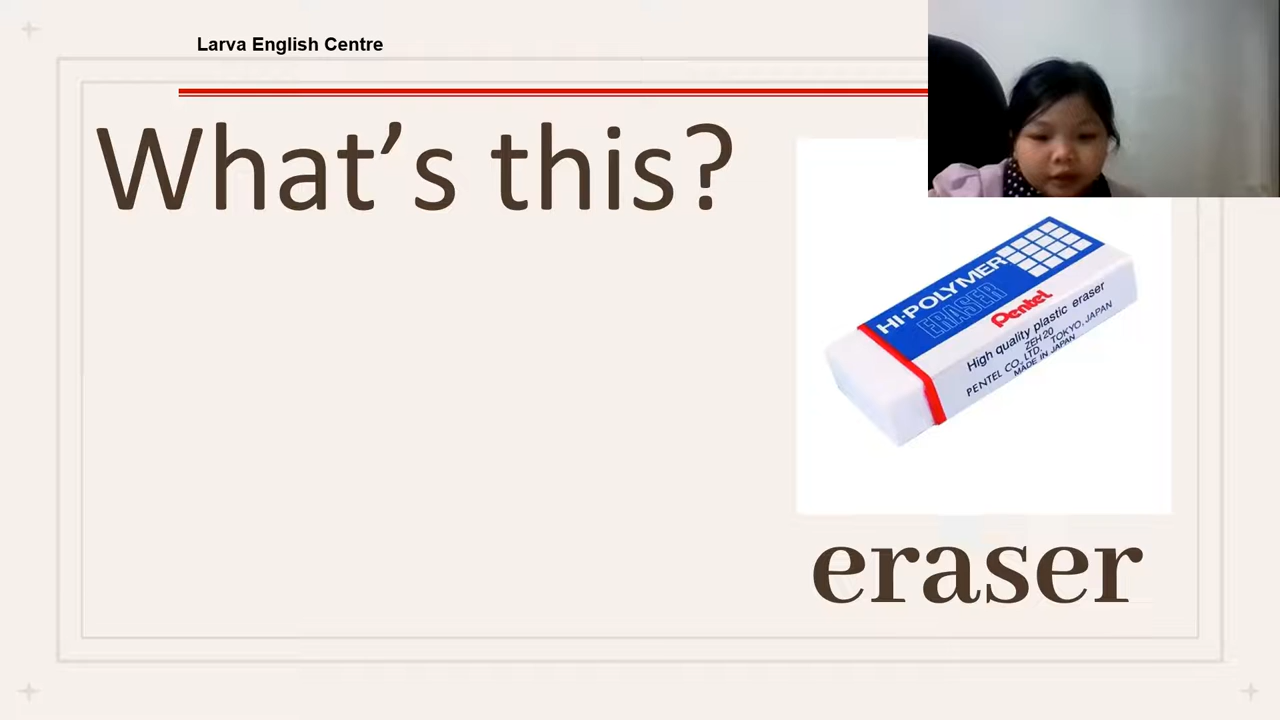 Larva English Centre
What’s this?
HI-POLYMER
ERASER
Pentel
High quality plastic eraser
ZEH20
PENTEL CO., LTD. TOKYO, JAPAN
MADE IN JAPAN
eraser